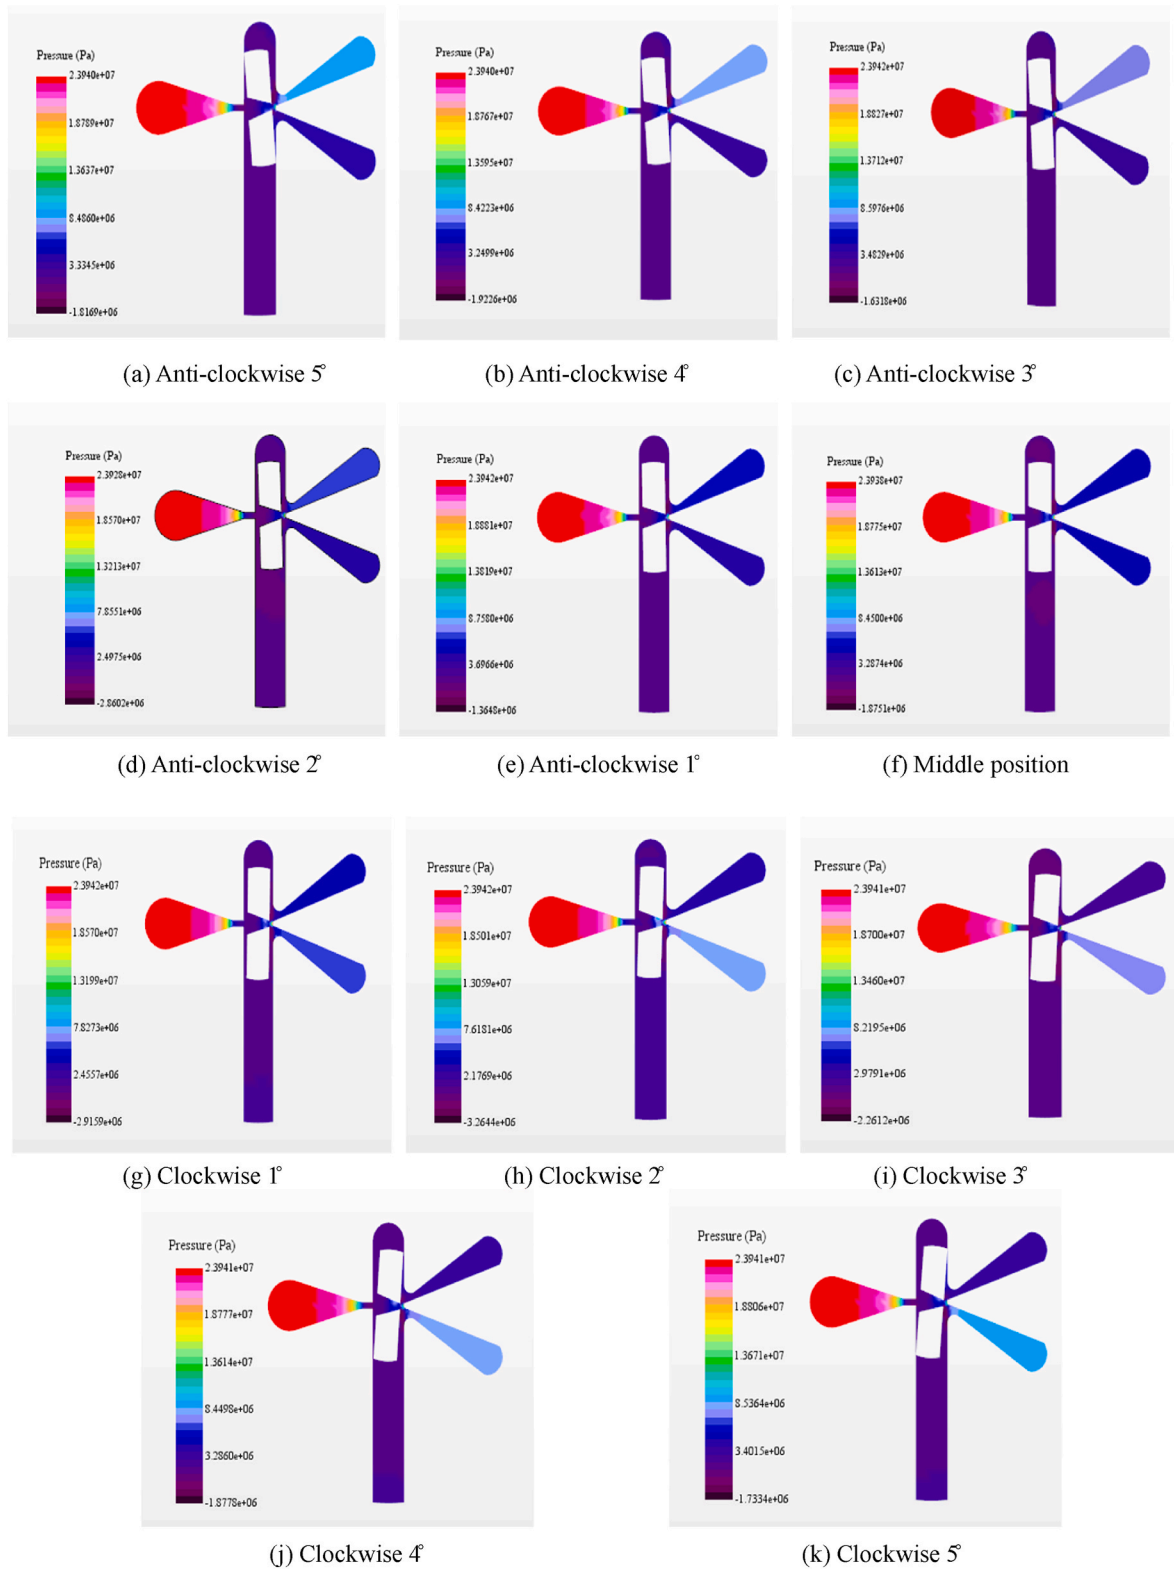 Pressure (Pa)
2.3940e+07
1.8789e+07
1.3637e+07
8.4860e+06
3.3345e+06
-1.8169e+06
(a) Anti-clockwise 5°
Pressure (Pa)
2.3940e+07
1.8767e+07
1.3595e+07
8.4223e+06
3.2499e+06
-1.9226e+06
(b) Anti-clockwise 4°
Pressure (Pa)
2.3942e+07
1.8827e+07
1.3712e+07
8.5976e+06
3.4829e+06
-1.6318e+06
(c) Anti-clockwise 3°
Pressure (Pa)
2.3928e+07
1.8570e+07
1.3213e+07
7.8551e+06
2.4975e+06
-2.8602e+06
(d) Anti-clockwise 2°
Pressure (Pa)
2.3942e+07
1.8881e+07
1.3819e+07
8.7580e+06
3.6966e+06
-1.3648e+06
(e) Anti-clockwise 1°
Pressure (Pa)
2.3938e+07
1.8775e+07
1.3613e+07
8.4500e+06
3.2874e+06
-1.8751e+06
(f) Middle position
Pressure (Pa)
2.3942e+07
1.8570e+07
1.3199e+07
7.8273e+06
2.4557e+06
-2.9159e+06
(g) Clockwise 1°
Pressure (Pa)
2.3942e+07
1.8501e+07
1.3059e+07
7.6181e+06
2.1769e+06
-3.2644e+06
(h) Clockwise 2°
Pressure (Pa)
2.3941e+07
1.8700e+07
1.3460e+07
8.2195e+06
2.9791e+06
-2.2612e+06
(i) Clockwise 3°
Pressure (Pa)
2.3941e+07
1.8777e+07
1.3614e+07
8.4498e+06
3.2860e+06
-1.8778e+06
(j) Clockwise 4°
Pressure (Pa)
2.3941e+07
1.8806e+07
1.3671e+07
8.5364e+06
3.4015e+06
-1.7334e+06
(k) Clockwise 5°